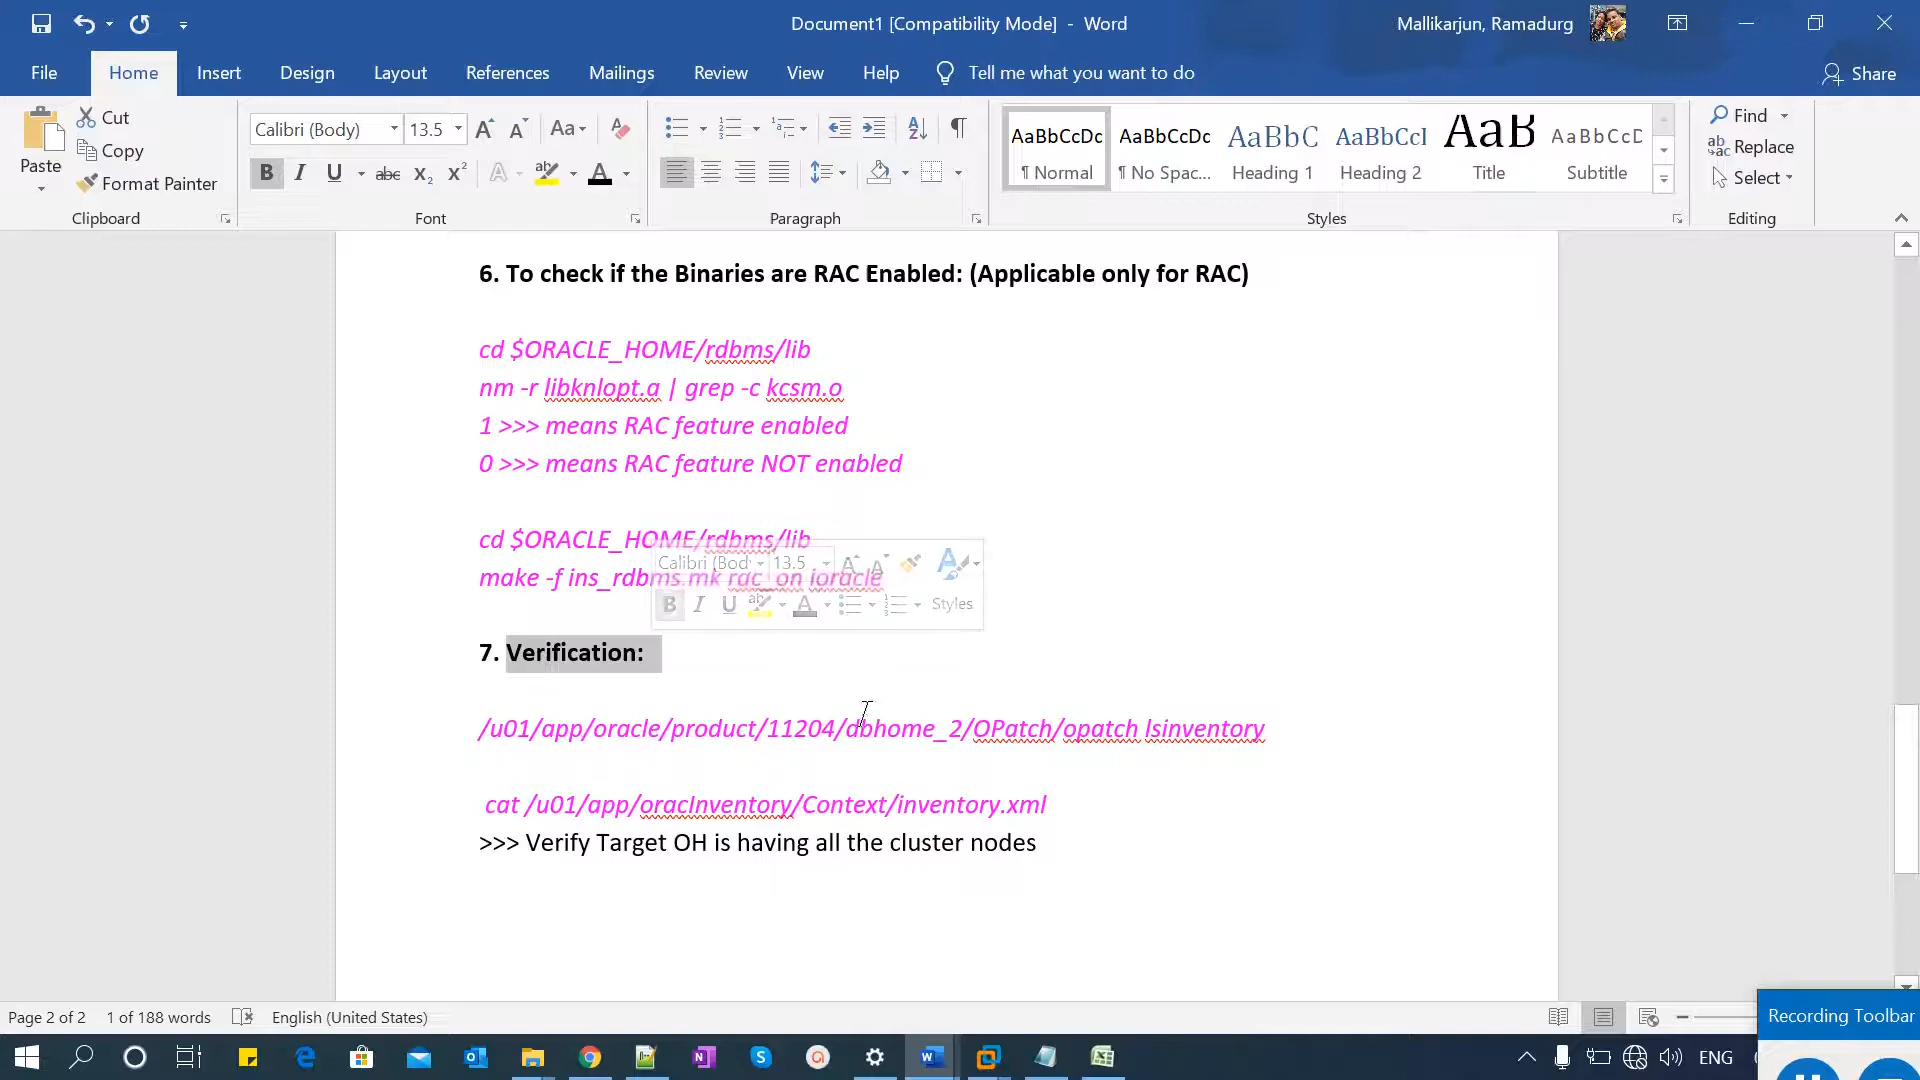 Document1 [Compatibility Mode] - Word
Mallikarjun, Ramadurg
File Home Insert Design Layout References Mailings Review View Help Tell me what you want to do Share
Paste
Cut
Copy
Format Painter
Clipboard
Calibri (Body) 13.5
Font
Paragraph
AaBbCcDc AaBbCcDc AaBbC AaBbCcI AaB AaBbCcD
¶ Normal ¶ No Spac... Heading 1 Heading 2 Title Subtitle
Styles
Find
Replace
Select
Editing
6. To check if the Binaries are RAC Enabled: (Applicable only for RAC)
cd $ORACLE_HOME/rdbms/lib
nm -r libknlopt.a | grep -c kcsm.o
1 >>> means RAC feature enabled
0 >>> means RAC feature NOT enabled
cd $ORACLE_HOME/rdbms/lib
make -f ins_rdbms.mk rac_on ioracle
Calibri (Body 13.5
Styles
7. Verification:
/u01/app/oracle/product/11204/dbhome_2/OPatch/opatch lsinventory
cat /u01/app/oracInventory/Context/inventory.xml
>>> Verify Target OH is having all the cluster nodes
Page 2 of 2 1 of 188 words English (United States)
Recording Toolbar
ENG